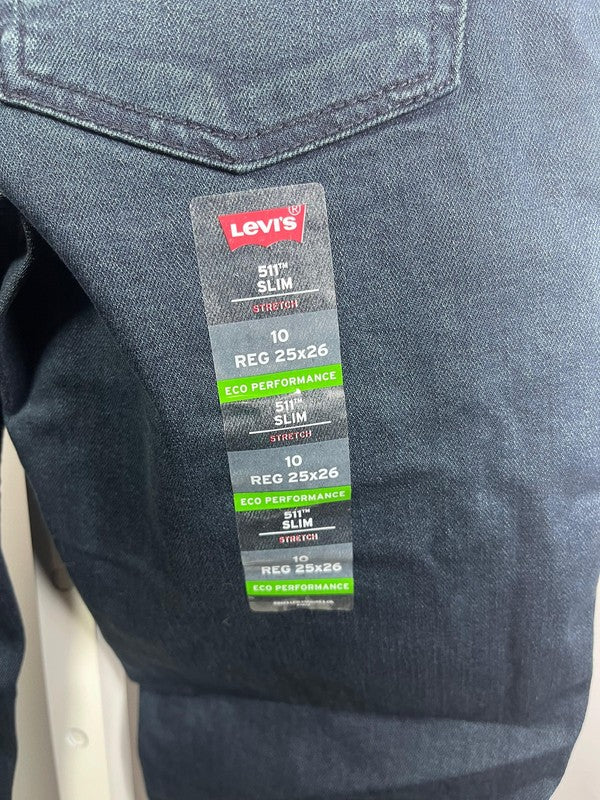 Levi's ®
511™
SLIM
STRETCH
10
REG 25x26
ECO PERFORMANCE
511™
SLIM
STRETCH
10
REG 25x26
ECO PERFORMANCE
511™
SLIM
STRETCH
10
REG 25x26
ECO PERFORMANCE